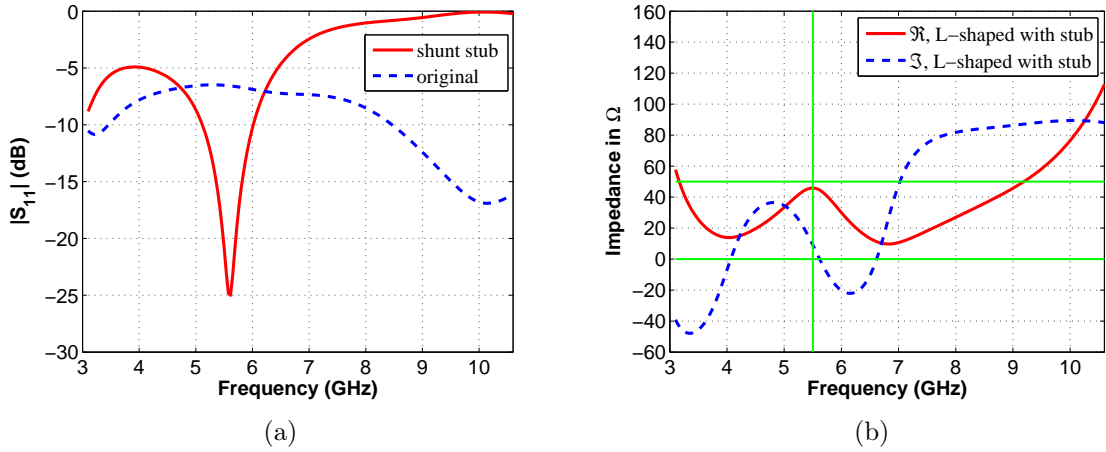 0
−5
−10
−15
−20
−25
−30
3 4 5 6 7 8 9 10
|S11| (dB)
Frequency (GHz)
shunt stub
original
(a)
160
140
120
100
80
60
40
20
0
−20
−40
−60
3 4 5 6 7 8 9 10
Impedance in Ω
Frequency (GHz)
ℜ, L−shaped with stub
ℑ, L−shaped with stub
(b)